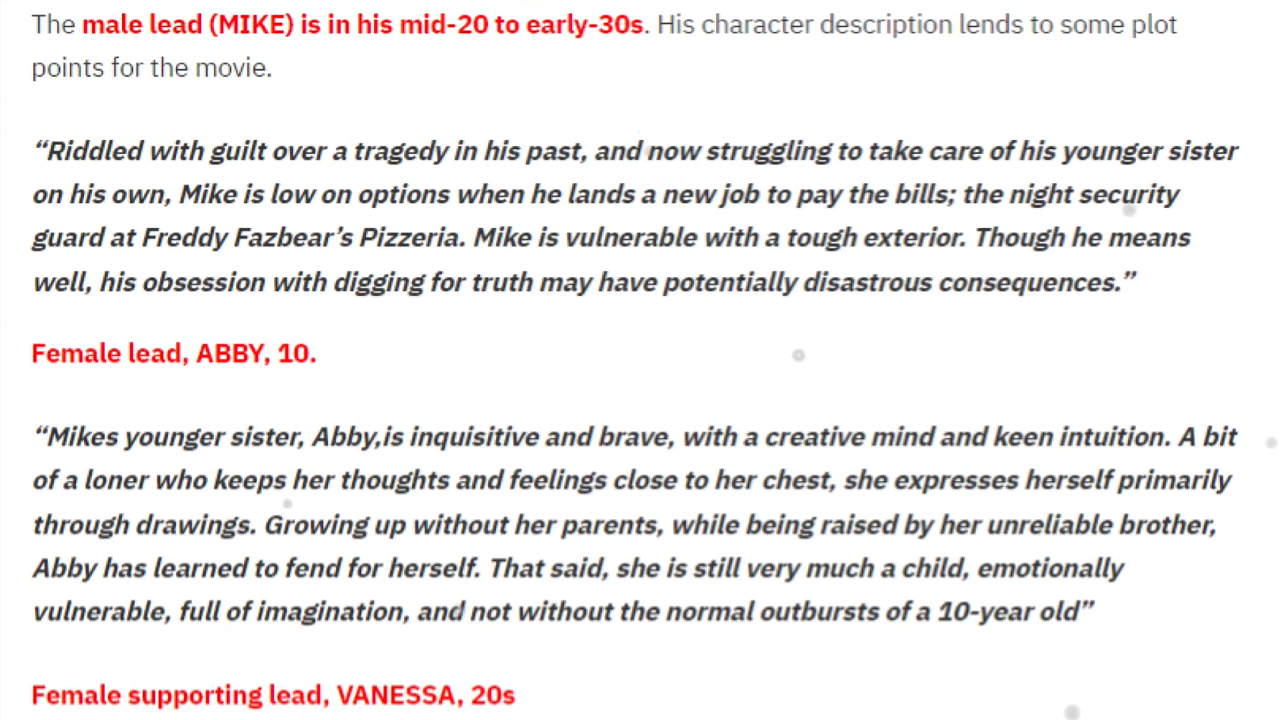 The male lead (MIKE) is in his mid-20 to early-30s. His character description lends to some plot
points for the movie.
“Riddled with guilt over a tragedy in his past, and now struggling to take care of his younger sister
on his own, Mike is low on options when he lands a new job to pay the bills; the night security
guard at Freddy Fazbear’s Pizzeria. Mike is vulnerable with a tough exterior. Though he means
well, his obsession with digging for truth may have potentially disastrous consequences.”
Female lead, ABBY, 10.
“Mikes younger sister, Abby,is inquisitive and brave, with a creative mind and keen intuition. A bit
of a loner who keeps her thoughts and feelings close to her chest, she expresses herself primarily
through drawings. Growing up without her parents, while being raised by her unreliable brother,
Abby has learned to fend for herself. That said, she is still very much a child, emotionally
vulnerable, full of imagination, and not without the normal outbursts of a 10-year old”
Female supporting lead, VANESSA, 20s